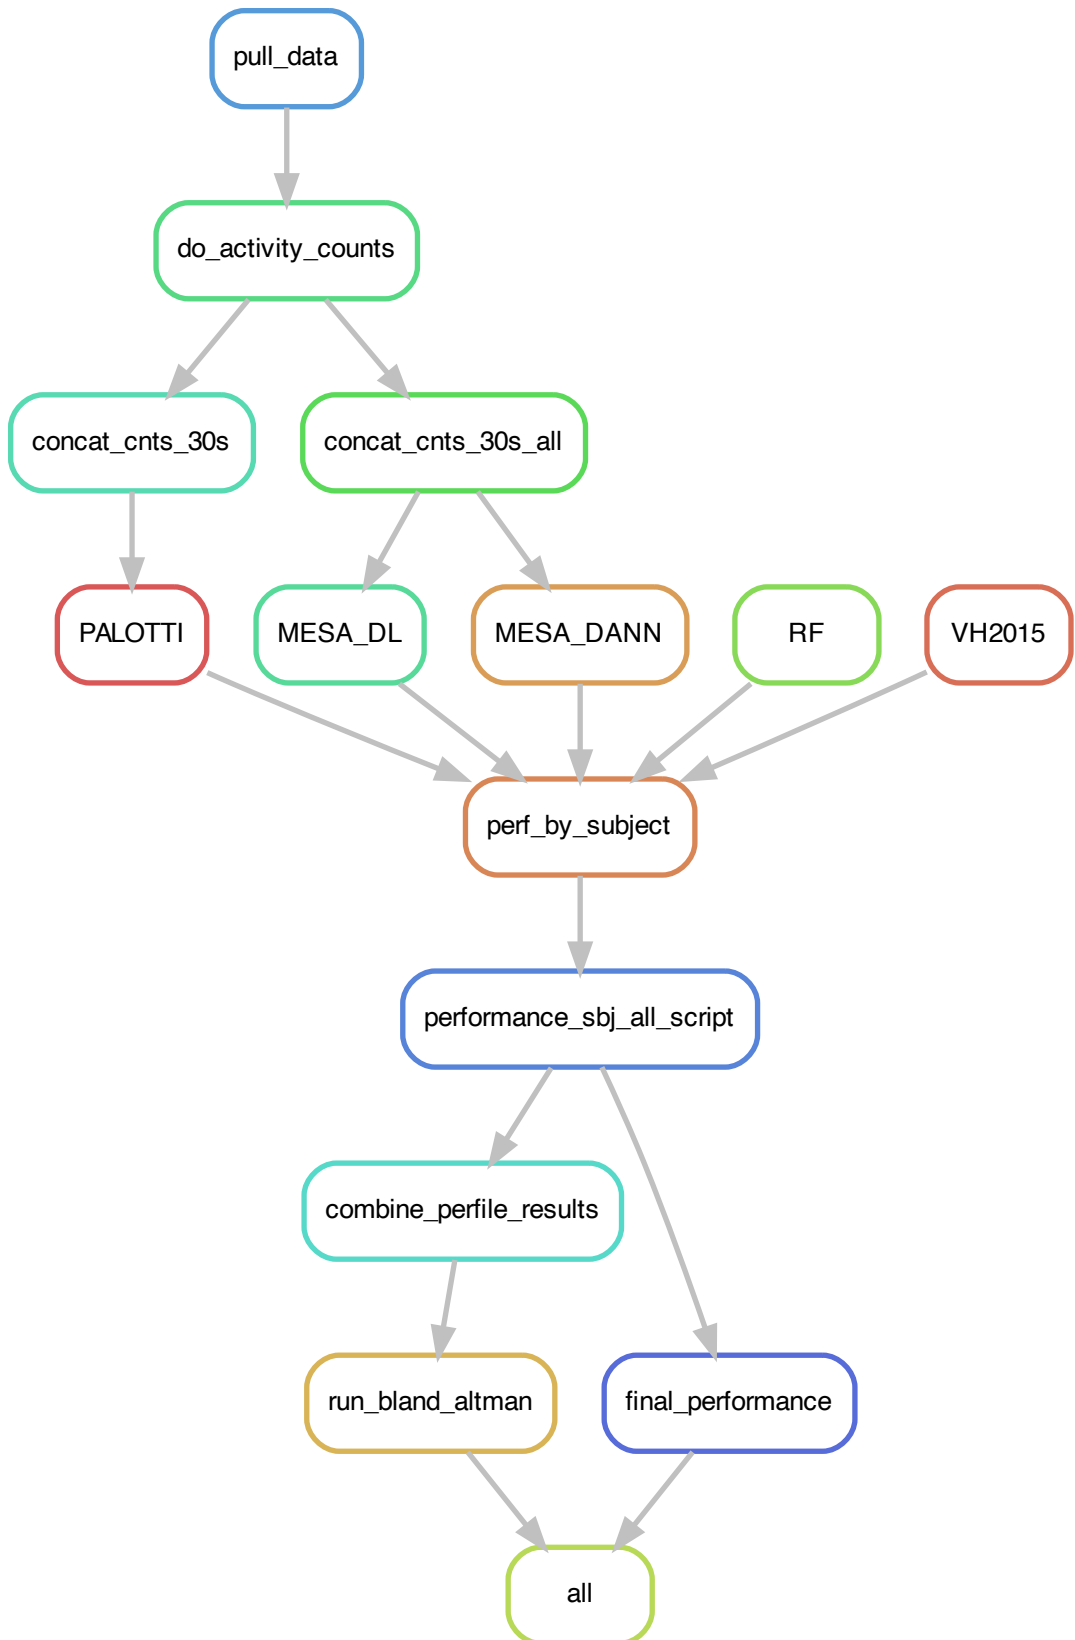 pull_data
do_activity_counts
concat_cnts_30s
concat_cnts_30s_all
PALOTTI
MESA_DL
MESA_DANN
RF
VH2015
perf_by_subject
performance_sbj_all_script
combine_perfile_results
run_bland_altman
final_performance
all